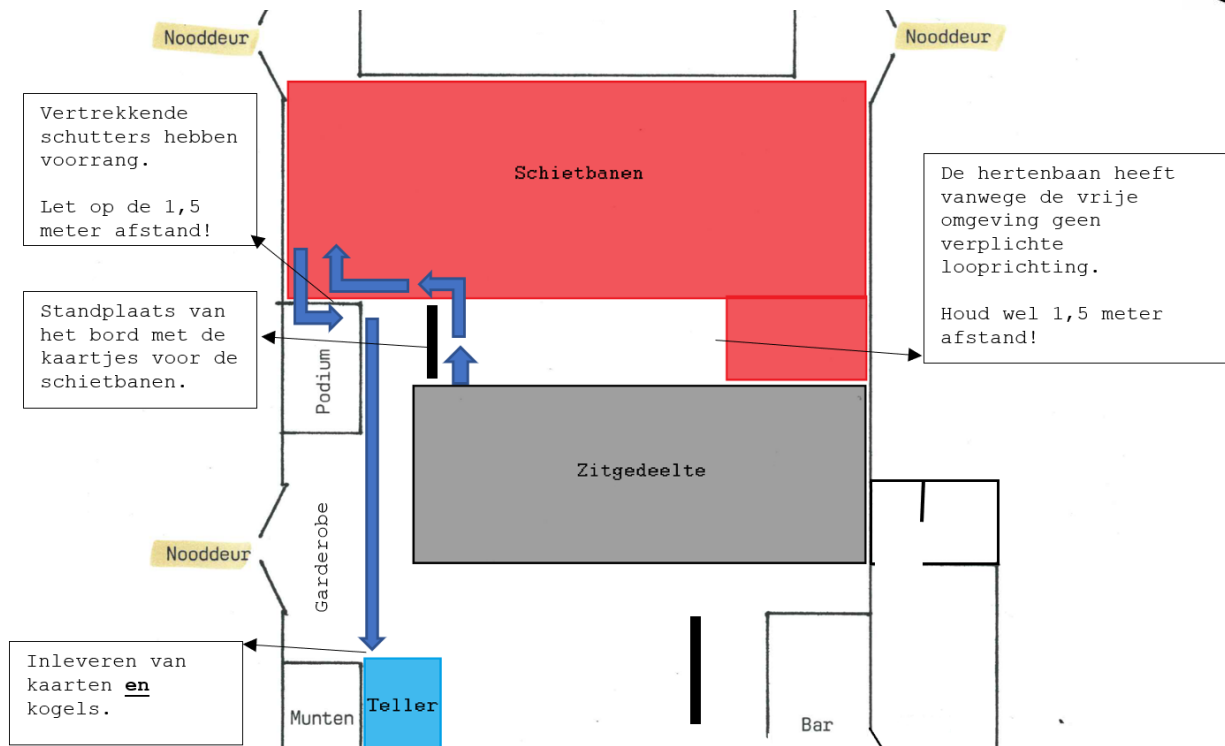 Nooddeur
Nooddeur
Vertrekkende
schutters hebben
voorrang.
Let op de 1,5
meter afstand!
Schietbanen
De hertenbaan heeft
vanwege de vrije
omgeving geen
verplichte
looprichting.
Houd wel 1,5 meter
afstand!
Standplaats van
het bord met de
kaartjes voor de
schietbanen.
Podium
Zitgedeelte
Nooddeur
Garderobe
Inleveren van
kaarten en
kogels.
Munten
Teller
Bar